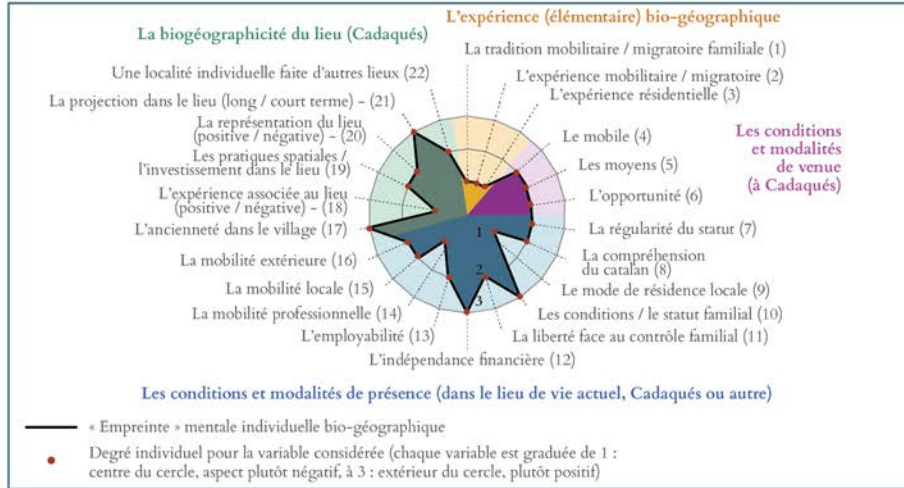 L'expérience (élémentaire) bio-géographique
La biogéographicité du lieu (Cadaqués)
La tradition mobilitaire / migratoire familiale (1)
Une localité individuelle faite d'autres lieux (22)
L'expérience mobilitaire / migratoire (2)
La projection dans le lieu (long / court terme) - (21)
L'expérience résidentielle (3)
La représentation du lieu
(positive / négative) - (20)
Le mobile (4)
Les conditions
et modalités
de venue
(à Cadaqués)
Les pratiques spatiales /
l'investissement dans le lieu (19)
Les moyens (5)
L'expérience associée au lieu
(positive / négative) - (18)
L'opportunité (6)
L'ancienneté dans le village (17)
La régularité du statut (7)
1
La mobilité extérieure (16)
La compréhension
du catalan (8)
2
La mobilité locale (15)
Le mode de résidence locale (9)
3
La mobilité professionnelle (14)
Les conditions / le statut familial (10)
L'employabilité (13)
La liberté face au contrôle familial (11)
L'indépendance financière (12)
Les conditions et modalités de présence (dans le lieu de vie actuel, Cadaqués ou autre)
« Empreinte » mentale individuelle bio-géographique
Degré individuel pour la variable considérée (chaque variable est graduée de 1 :
centre du cercle, aspect plutôt négatif, à 3 : extérieur du cercle, plutôt positif)